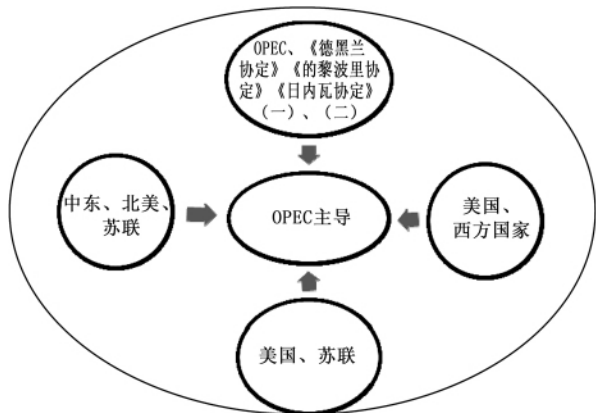 OPEC、《德黑兰
协定》《的黎波里协
定》《日内瓦协定》
（一）、（二）
中东、北美、
苏联
OPEC主导
美国、
西方国家
美国、苏联